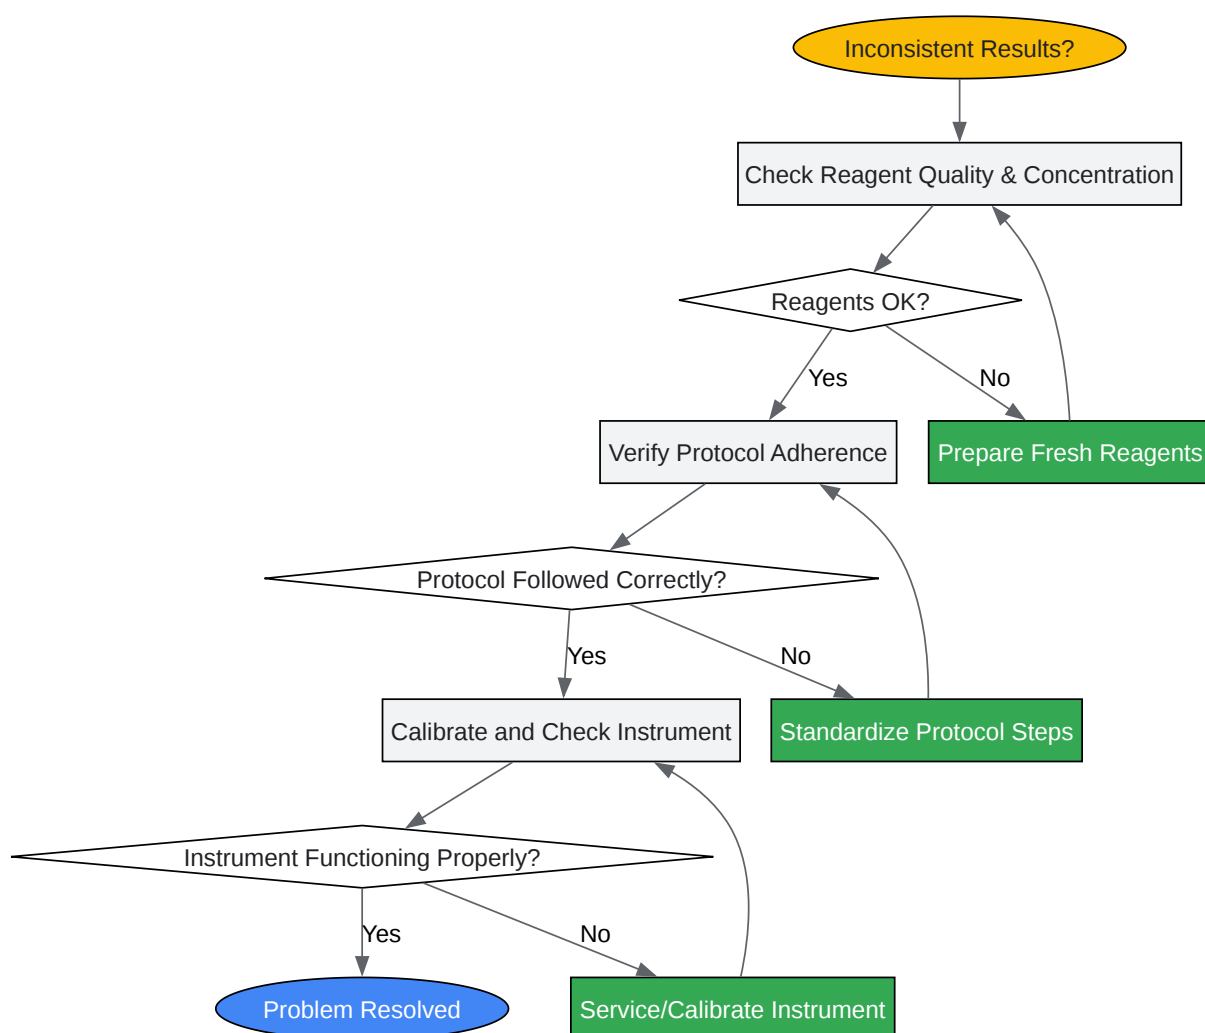 Inconsistent Results?
Check Reagent Quality & Concentration
Reagents OK?
Yes
No
Verify Protocol Adherence
Prepare Fresh Reagents
Protocol Followed Correctly?
Yes
No
Calibrate and Check Instrument
Standardize Protocol Steps
Instrument Functioning Properly?
Yes
No
Problem Resolved
Service/Calibrate Instrument